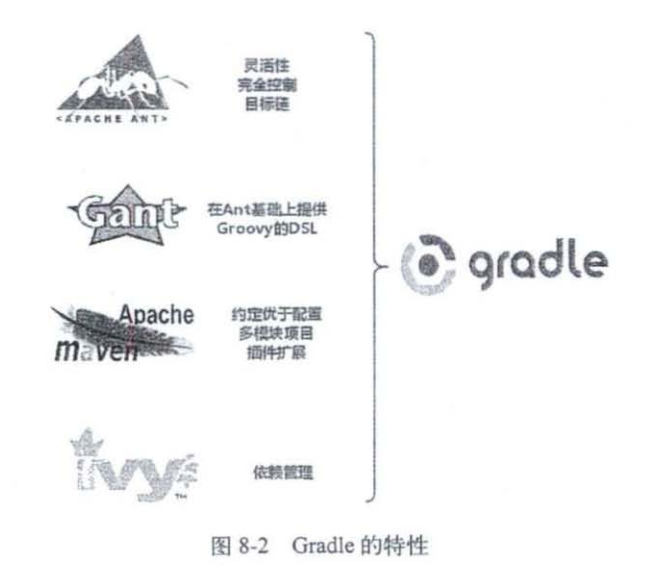 <APACHE ANT>
灵活性
完全控制
目标链
Gant
在Ant基础上提供
Groovy的DSL
gradle
Apache
maven
约定优于配置
多模块项目
插件扩展
ivy
TM
依赖管理
图 8-2 Gradle 的特性